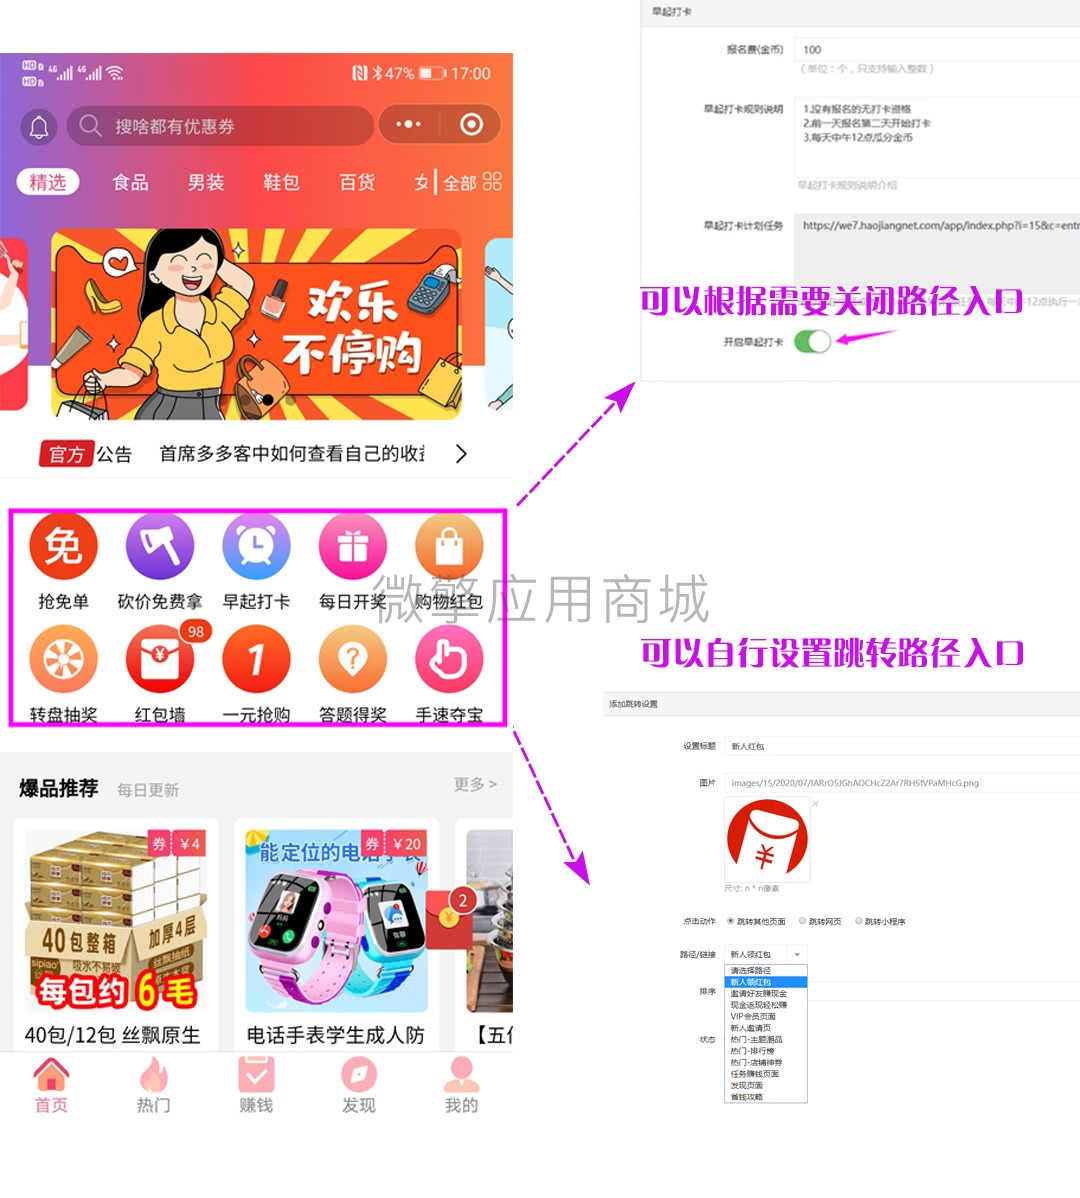 HD 4G 4G 47% 17:00
HD
搜啥都有优惠券
精选 食品 男装 鞋包 百货 女 全部
欢乐
不停购
官方 公告 首席多多客中如何查看自己的收益
免
抢免单 砍价免费拿 早起打卡 每日开奖 购物红包
98
1
转盘抽奖 红包墙 一元抢购 答题得奖 手速夺宝
爆品推荐 每日更新 更多 >
券 ¥4
40包整箱
加厚4层
sipiao
吸水不易破
每包约6毛
40包/12包 丝飘原生
能定位的电话手表
券 ¥20
2
电话手表学生成人防
【五件
首页 热门 赚钱 发现 我的
微擎应用商城
早起打卡
报名费(金币) 100
(单位：个，只支持输入整数)
早起打卡规则说明 1.没有报名的无打卡资格
2.前一天报名第二天开始打卡
3.每天中午12点瓜分金币
早起打卡规则说明介绍
早起打卡计划任务 https://we7.haojiangnet.com/app/index.php?i=15&c=entr
可以根据需要关闭路径入口
开启早起打卡
可以自行设置跳转路径入口
添加跳转设置
设置标题 新人红包
图片 images/15/2020/07/IARrO5JGhAOCHcZ2Ar7RH5fVPaMHcG.png
尺寸: n * n像素
点击动作 跳转其他页面 跳转网页 跳转小程序
路径/链接 新人领红包
请选择路径
新人领红包
邀请好友赚现金
现金返现轻松赚
VIP会员页面
新人邀请页
热门-主题潮品
热门-排行榜
热门-店铺神券
任务赚钱页面
发现页面
省钱攻略
排序
状态